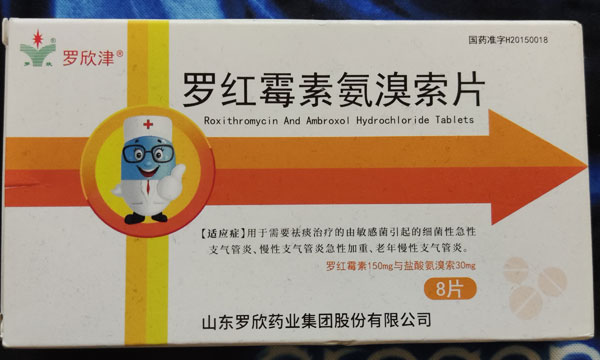 罗欣津®
国药准字H20150018
罗红霉素氨溴索片
Roxithromycin And Ambroxol Hydrochloride Tablets
【适应症】用于需要祛痰治疗的由敏感菌引起的细菌性急性
支气管炎、慢性支气管炎急性加重、老年慢性支气管炎。
罗红霉素150mg与盐酸氨溴索30mg
8片
山东罗欣药业集团股份有限公司